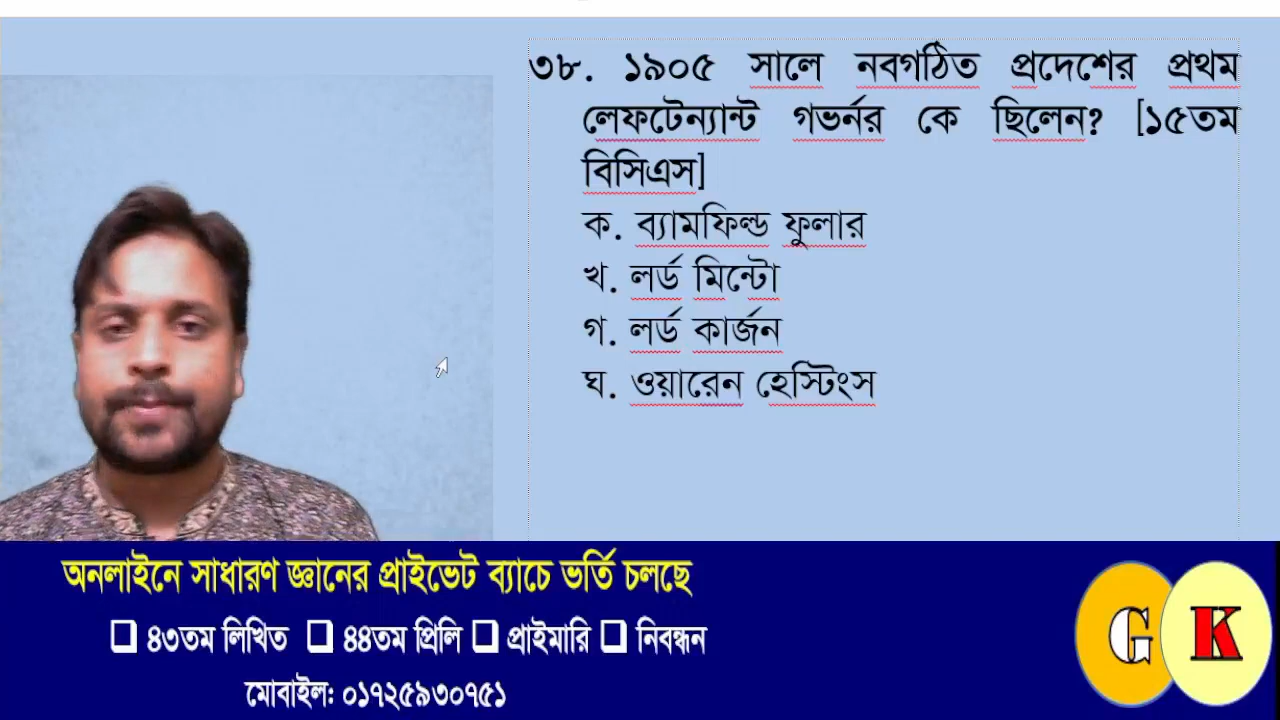 ৩৮. ১৯০৫ সালে নবগঠিত প্রদেশের প্রথম
লেফটেন্যান্ট গভর্নর কে ছিলেন? [১৫তম
বিসিএস]
ক. ব্যামফিল্ড ফুলার
খ. লর্ড মিন্টো
গ. লর্ড কার্জন
ঘ. ওয়ারেন হেস্টিংস
অনলাইনে সাধারণ জ্ঞানের প্রাইভেট ব্যাচে ভর্তি চলছে
❑ ৪৩তম লিখিত ❑ ৪৪তম প্রিলি ❑ প্রাইমারি ❑ নিবন্ধন
মোবাইল: ০১৭২৫৯৩০৭৫১
G K